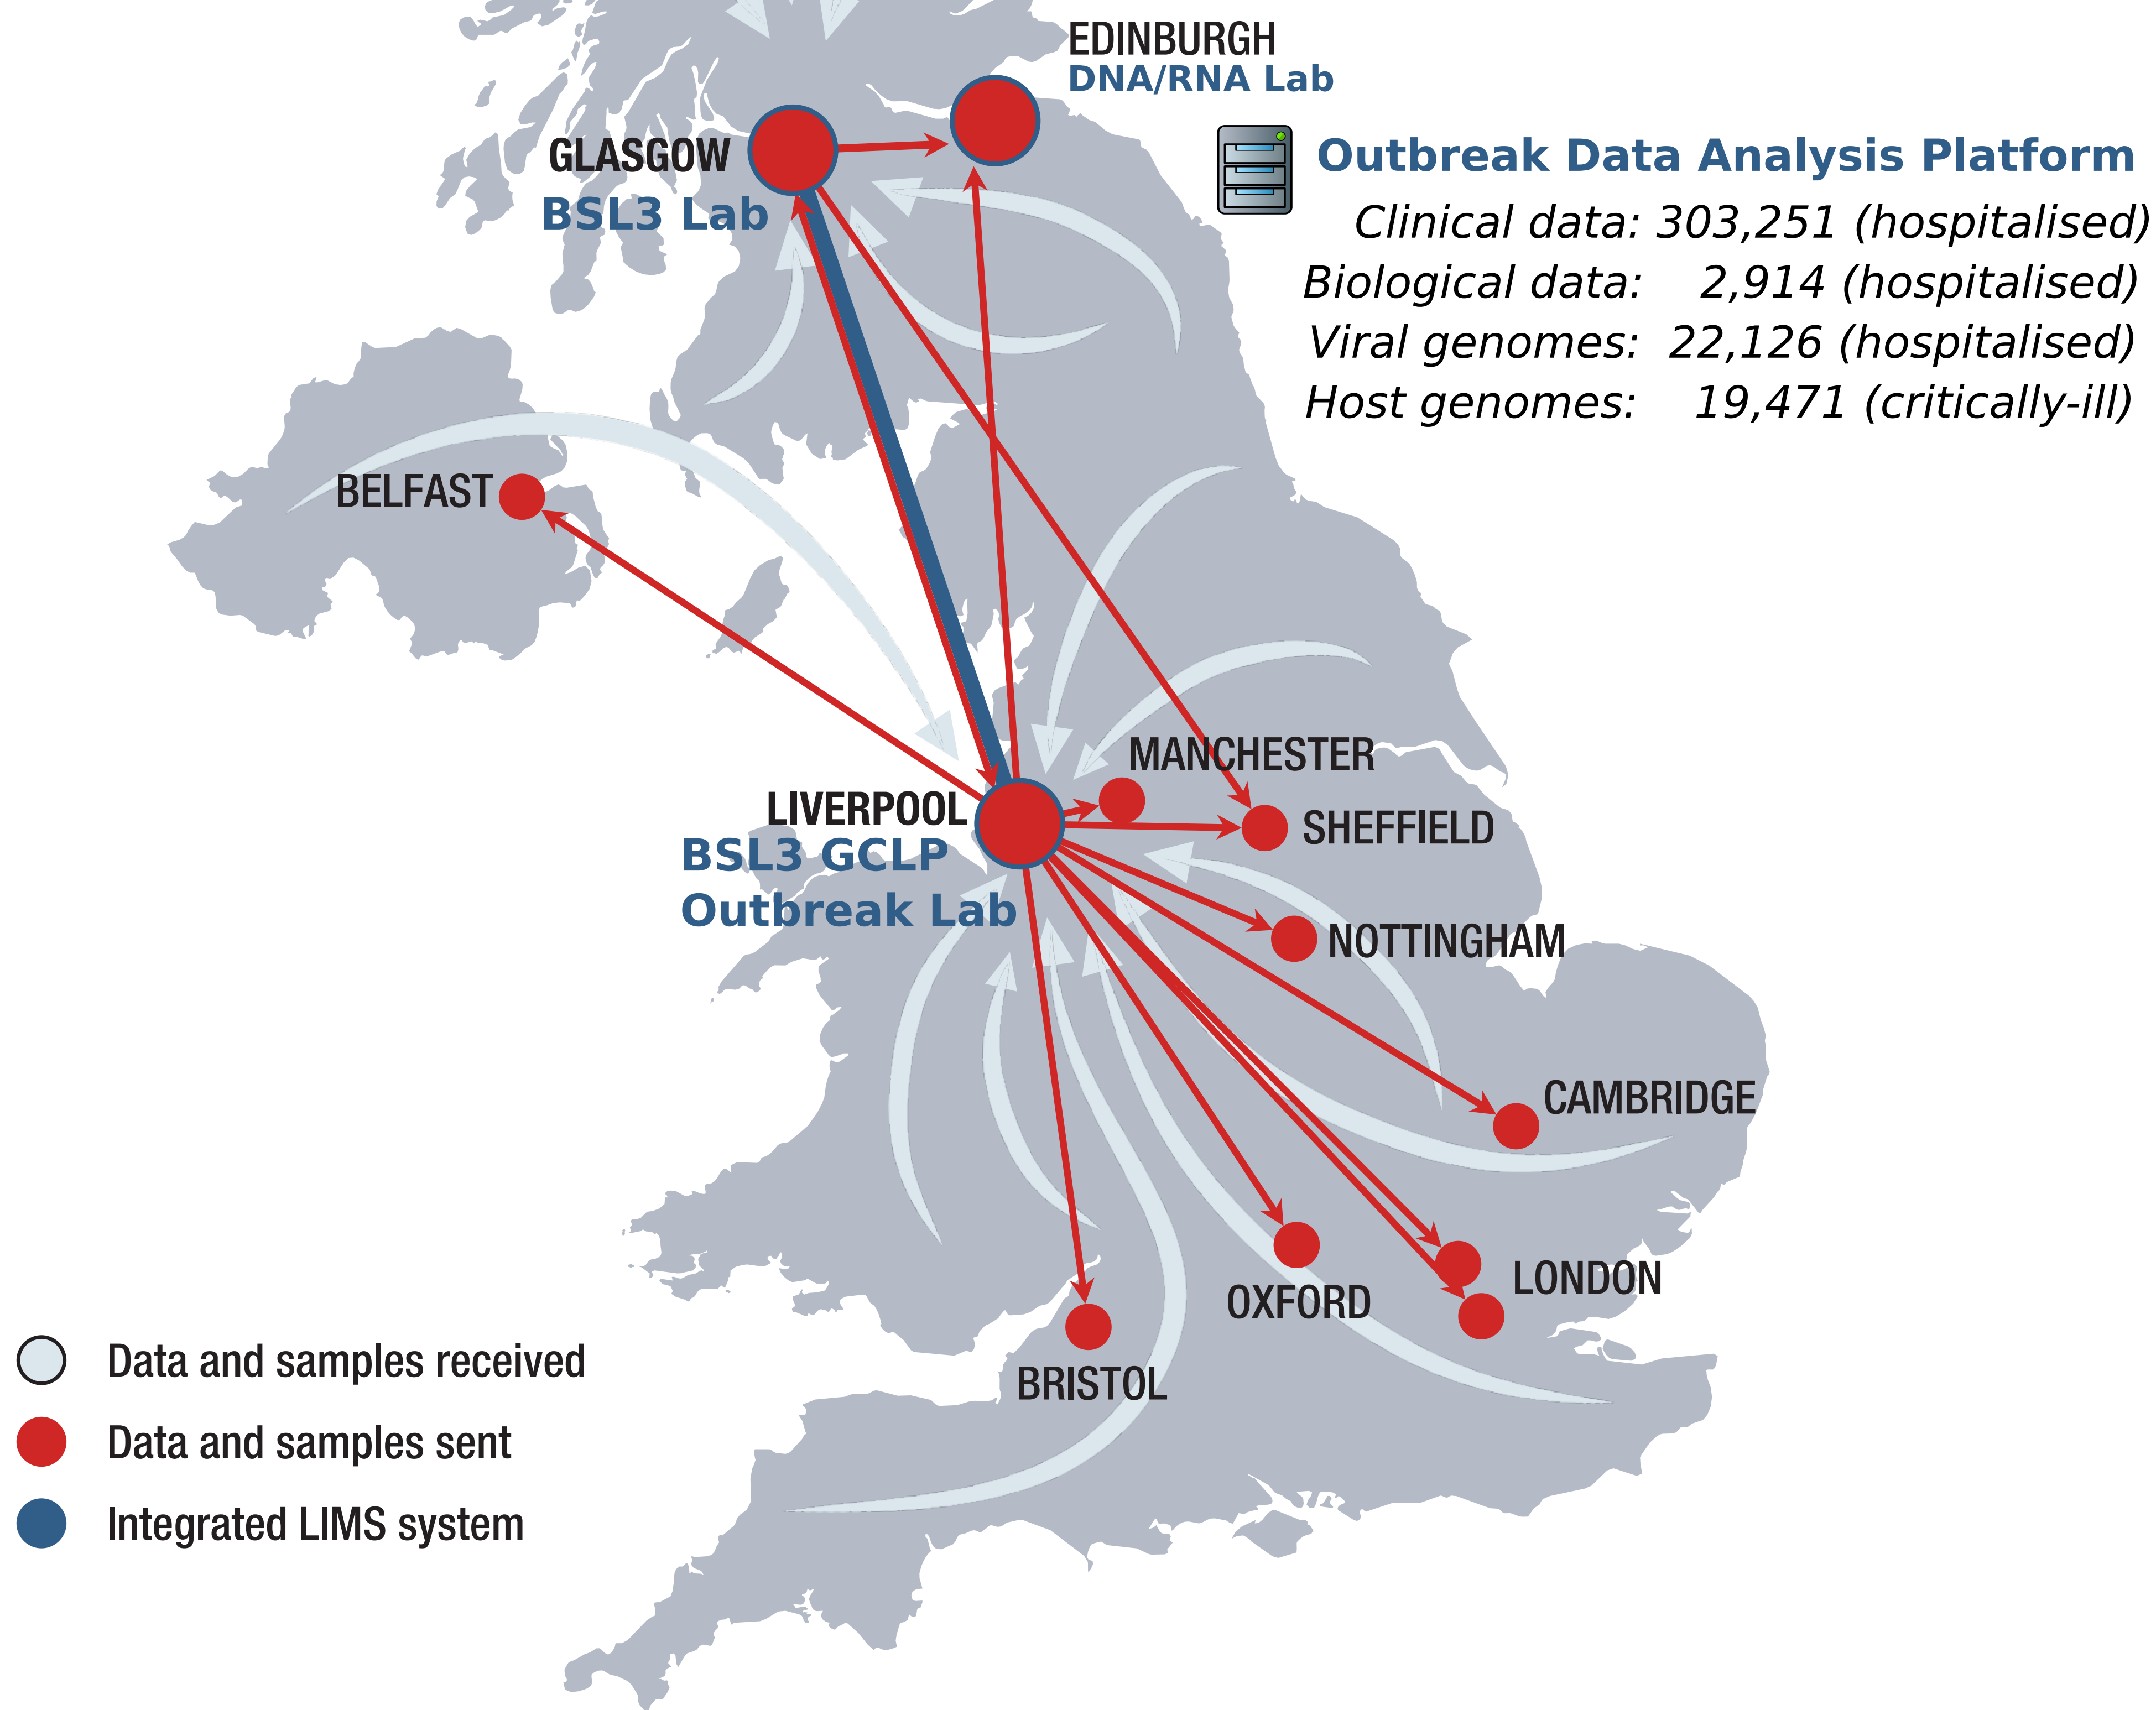 EDINBURGH
DNA/RNA Lab
GLASGOW
BSL3 Lab
Outbreak Data Analysis Platform
Clinical data: 303,251 (hospitalised)
Biological data: 2,914 (hospitalised)
Viral genomes: 22,126 (hospitalised)
Host genomes: 19,471 (critically-ill)
BELFAST
MANCHESTER
LIVERPOOL
BSL3 GCLP
Outbreak Lab
SHEFFIELD
NOTTINGHAM
CAMBRIDGE
LONDON
OXFORD
BRISTOL
Data and samples received
Data and samples sent
Integrated LIMS system